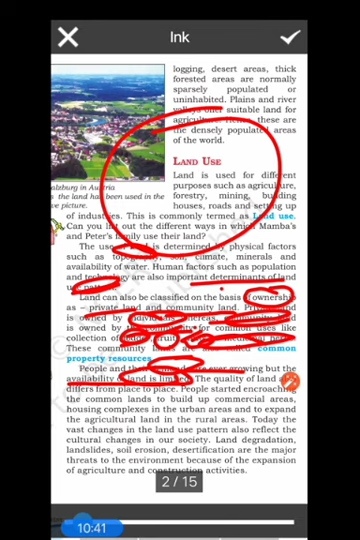 Ink
logging, desert areas, thick
forested areas are normally
sparsely populated or
uninhabited. Plains and river
valleys offer suitable land for
agriculture. Hence, these are
the densely populated areas
of the world.
LAND USE
Land is used for different
purposes such as agriculture,
alzburg in Austria
forestry, mining, building
the land has been used in the
houses, roads and setting up
e picture.
of industries. This is commonly termed as Land use.
Can you list out the different ways in which Mamba's
and Peter's family use their land?
The use of land is determined by physical factors
such as topography, soil, climate, minerals and
availability of water. Human factors such as population
and technology are also important determinants of land
use
Land can also be classified on the basis ownership
as – private land and community land. Private land
is owned by
is owned by the for common uses like
collection of
These community lands are also called common
property resources.
People and ever growing but the
availability of land is limited. The quality of land
differs from place to place. People started encroaching
the common lands to build up commercial areas,
housing complexes in the urban areas and to expand
the agricultural land in the rural areas. Today the
vast changes in the land use pattern also reflect the
cultural changes in our society. Land degradation,
landslides, soil erosion, desertification are the major
threats to the environment because of the expansion
of agriculture and construction activities.
2 / 15
10:41